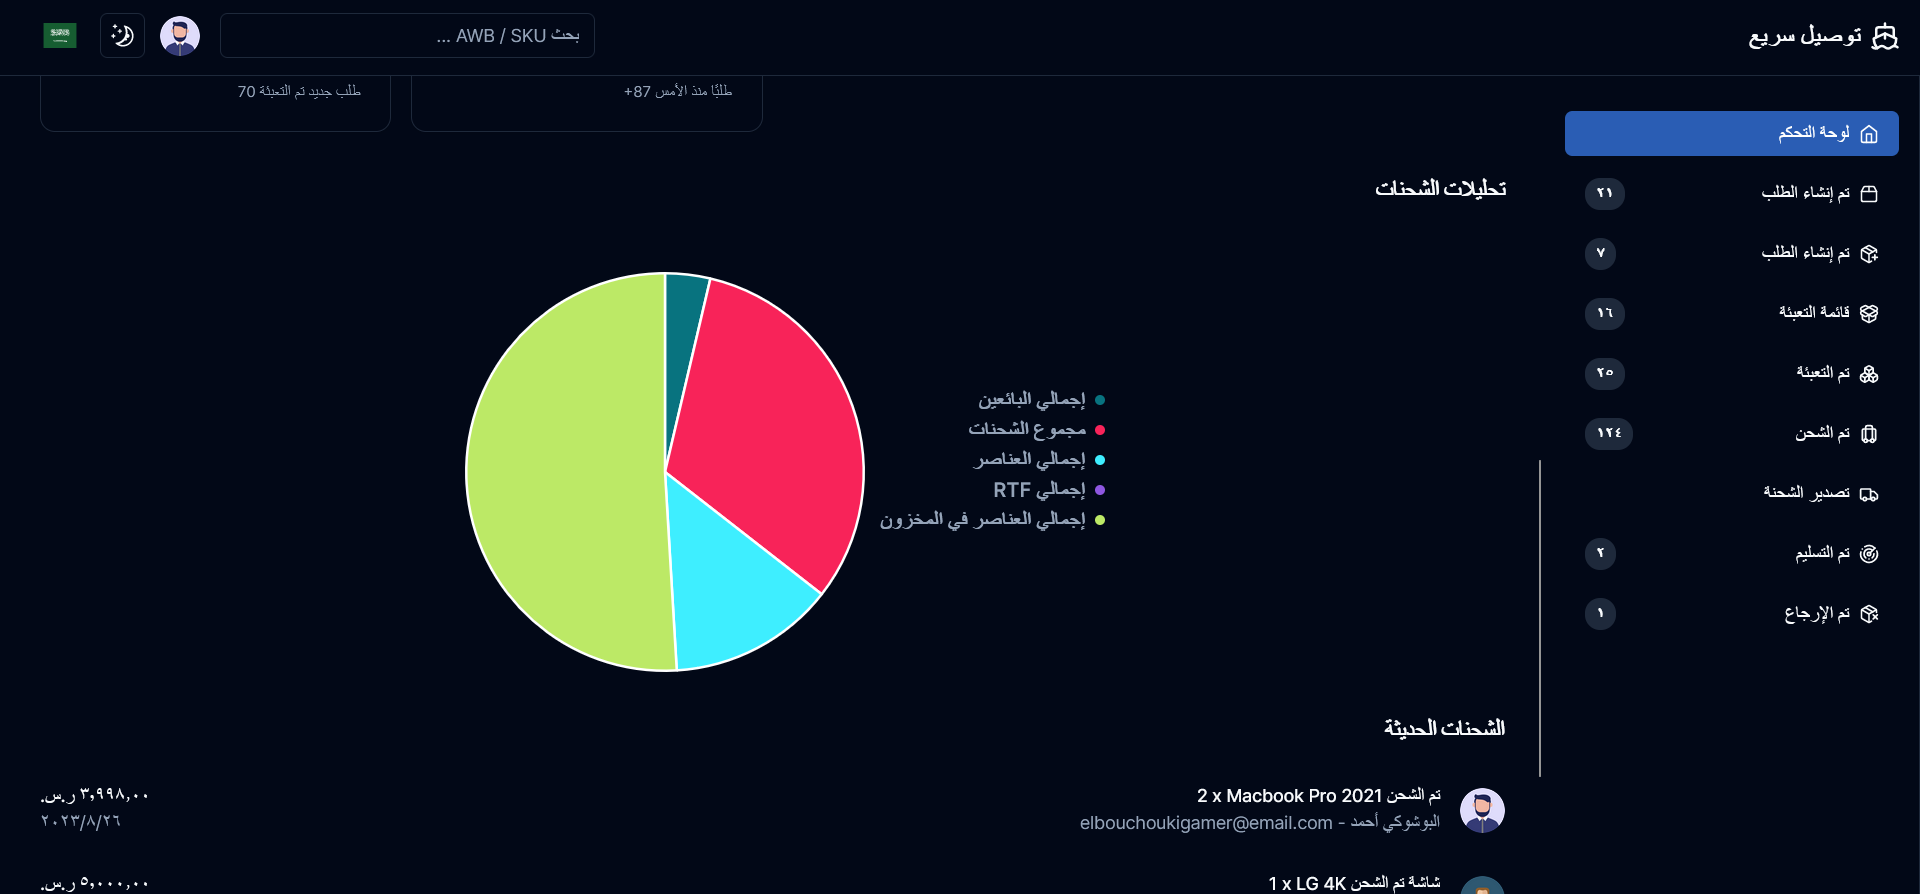 توصيل سريع
بحث AWB / SKU ...
لوحة التحكم
تم إنشاء الطلب ٢١
تم إنشاء الطلب ٧
قائمة التعبئة ١٦
تم التعبئة ٢٥
تم الشحن ١٢٤
تصدير الشحنة
تم التسليم ٢
تم الإرجاع ١
طلبًا منذ الأمس 87+
طلب جديد تم التعبئة 70
تحليلات الشحنات
إجمالي البائعين
مجموع الشحنات
إجمالي العناصر
إجمالي RTF
إجمالي العناصر في المخزون
الشحنات الحديثة
تم الشحن 2 x Macbook Pro 2021
البوشوكي أحمد - elbouchoukigamer@email.com
٣,٩٩٨,٠٠ ر.س.
٢٠٢٣/٨/٢٦
شاشة تم الشحن 1 x LG 4K
٥,٠٠٠,٠٠ ر.س.